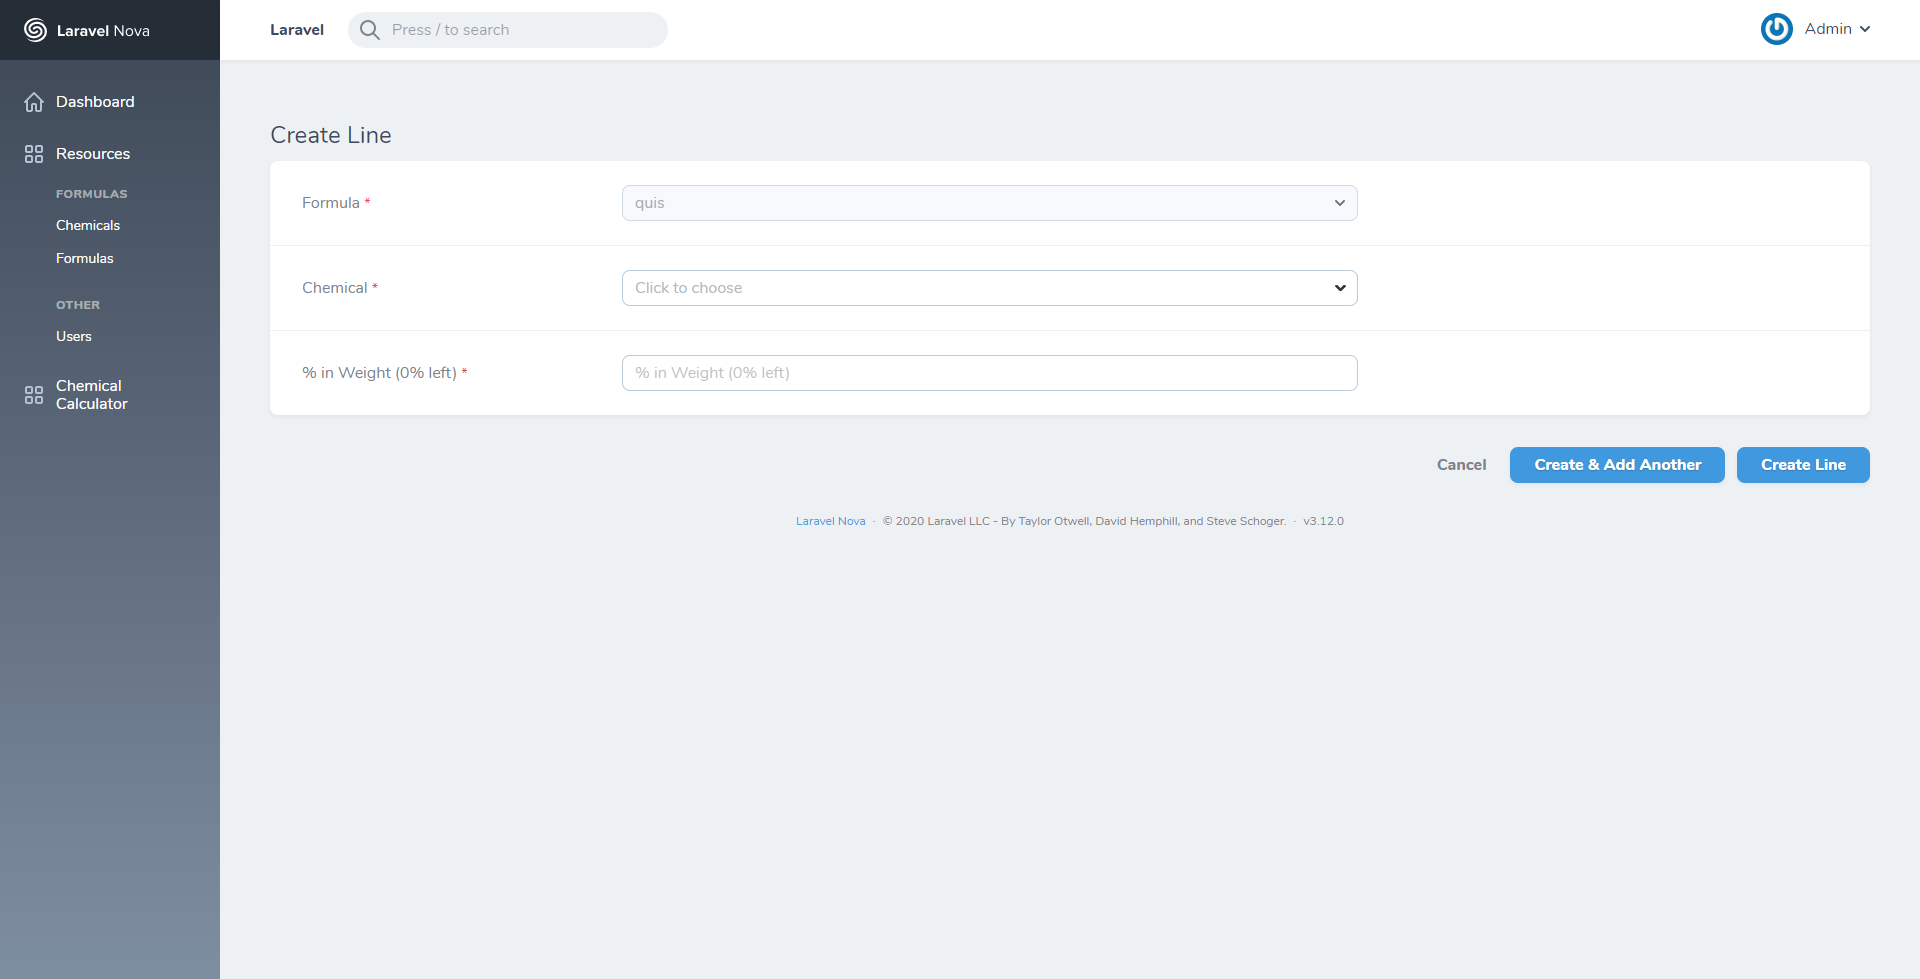 Laravel Nova
Laravel
Press / to search
Admin
Dashboard
Resources
FORMULAS
Chemicals
Formulas
OTHER
Users
Chemical
Calculator
Create Line
Formula *
quis
Chemical *
Click to choose
% in Weight (0% left) *
% in Weight (0% left)
Cancel
Create & Add Another
Create Line
Laravel Nova · © 2020 Laravel LLC - By Taylor Otwell, David Hemphill, and Steve Schoger. · v3.12.0